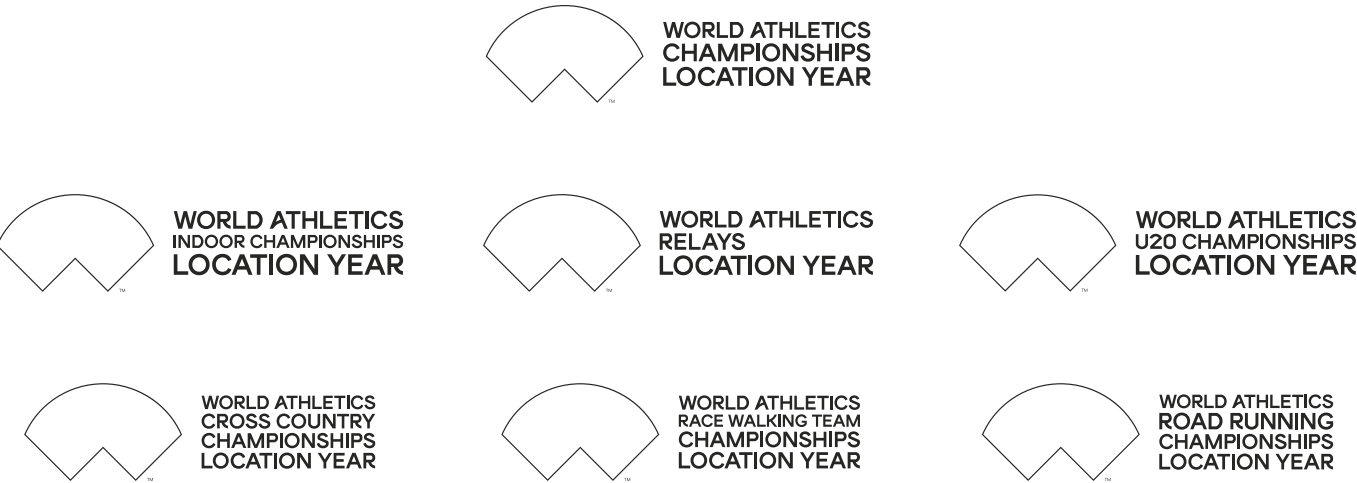 WORLD ATHLETICS
CHAMPIONSHIPS
LOCATION YEAR
TM
WORLD ATHLETICS
INDOOR CHAMPIONSHIPS
LOCATION YEAR
TM
WORLD ATHLETICS
RELAYS
LOCATION YEAR
TM
WORLD ATHLETICS
U20 CHAMPIONSHIPS
LOCATION YEAR
TM
WORLD ATHLETICS
CROSS COUNTRY
CHAMPIONSHIPS
LOCATION YEAR
TM
WORLD ATHLETICS
RACE WALKING TEAM
CHAMPIONSHIPS
LOCATION YEAR
TM
WORLD ATHLETICS
ROAD RUNNING
CHAMPIONSHIPS
LOCATION YEAR
TM